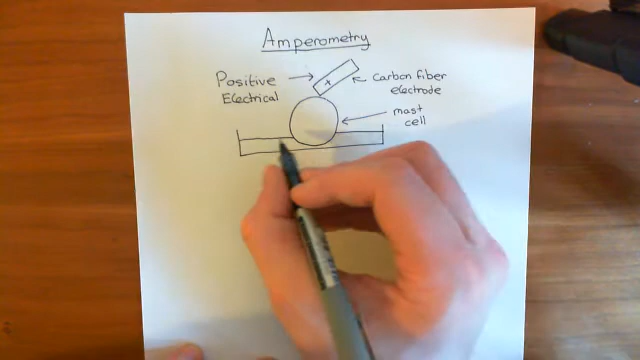 Amperometry
Positive
Electrical
x
Carbon fiber
electrode
mast
cell